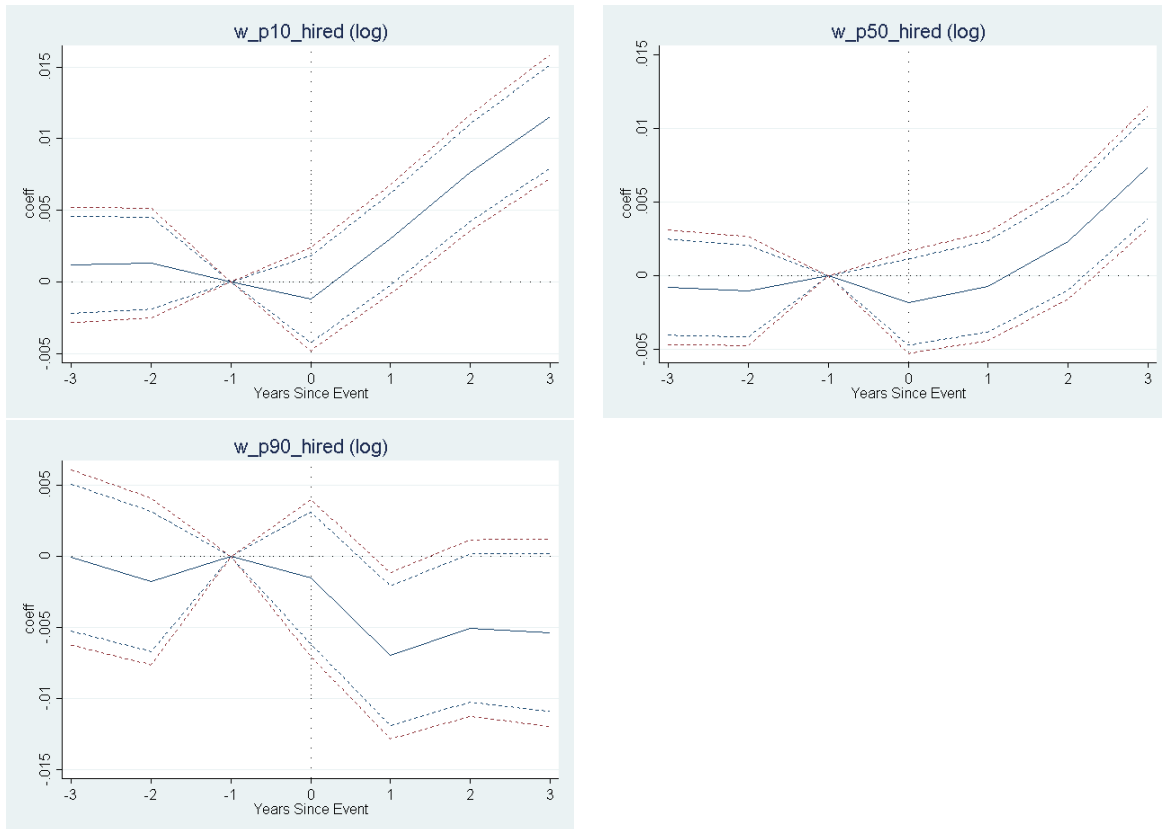 w_p10_hired (log)
.015
.01
.005
0
-.005
coeff
-3 -2 -1 0 1 2 3
Years Since Event
w_p50_hired (log)
.015
.01
.005
0
-.005
coeff
-3 -2 -1 0 1 2 3
Years Since Event
w_p90_hired (log)
.005
0
-.005
-.01
-.015
coeff
-3 -2 -1 0 1 2 3
Years Since Event